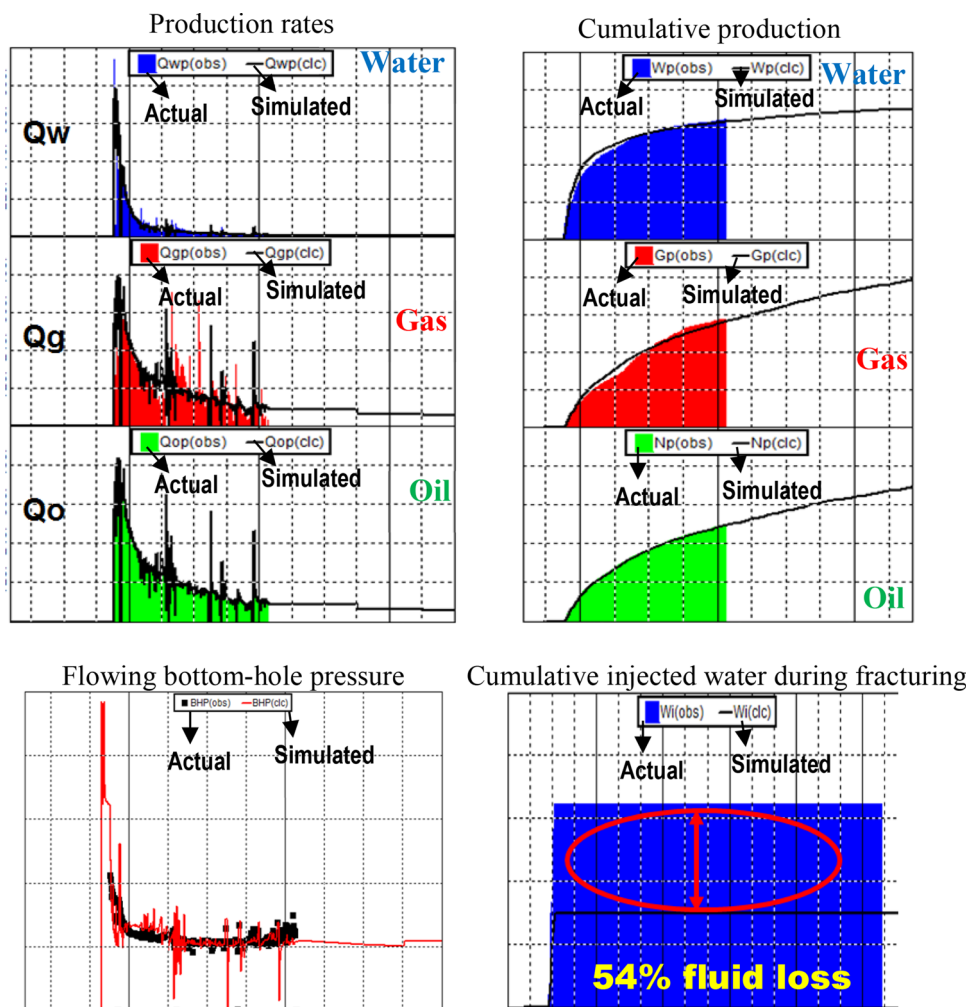 Production rates
Cumulative production
Qwp(obs) Qwp(clc)
Water
Actual
Simulated
Qw
Qgp(obs) Qgp(clc)
Actual
Simulated
Gas
Qg
Qop(obs) Qop(clc)
Actual
Simulated
Oil
Qo
Wp(obs) Wp(clc)
Water
Actual
Simulated
Gp(obs) Gp(clc)
Actual
Simulated
Gas
Np(obs) Np(clc)
Actual
Simulated
Oil
Flowing bottom-hole pressure
BHP(obs) BHP(clc)
Actual
Simulated
Cumulative injected water during fracturing
Wi(obs) Wi(clc)
Actual
Simulated
54% fluid loss